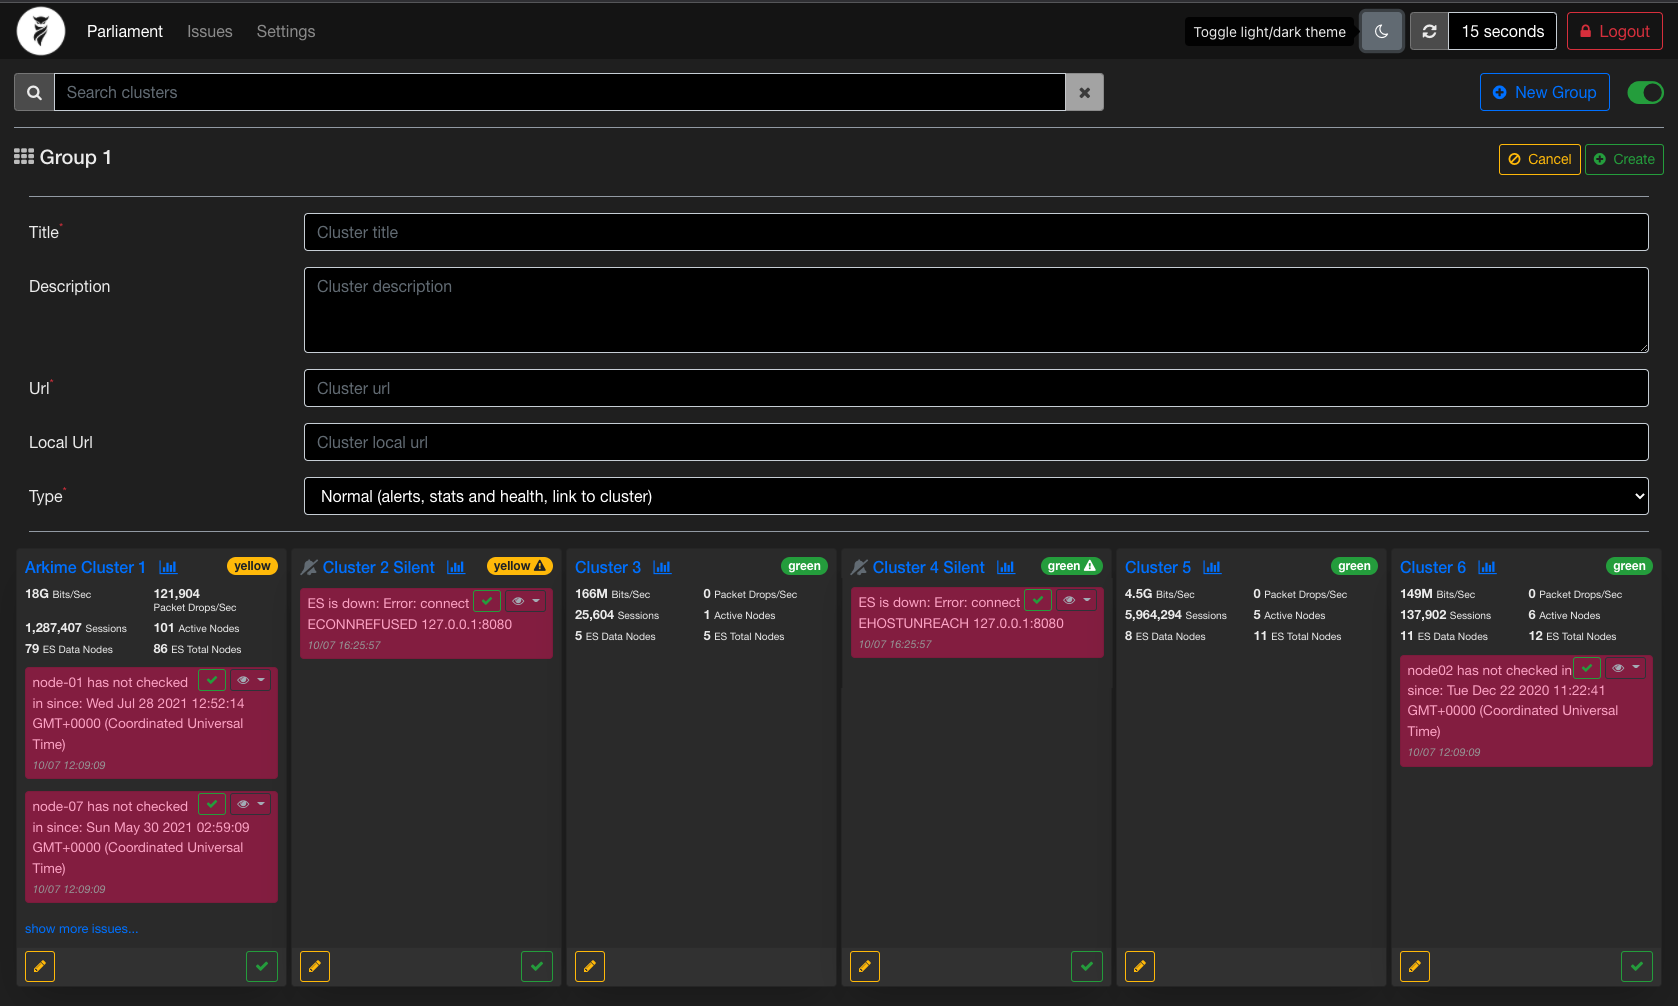 Parliament Issues Settings Toggle light/dark theme 15 seconds Logout
Search clusters New Group
Group 1 Cancel Create
Title* Cluster title
Description Cluster description
Url* Cluster url
Local Url Cluster local url
Type* Normal (alerts, stats and health, link to cluster)
Arkime Cluster 1 yellow
18G Bits/Sec 121,904 Packet Drops/Sec
1,287,407 Sessions 101 Active Nodes
79 ES Data Nodes 86 ES Total Nodes
node-01 has not checked
in since: Wed Jul 28 2021 12:52:14
GMT+0000 (Coordinated Universal
Time)
10/07 12:09:09
node-07 has not checked
in since: Sun May 30 2021 02:59:09
GMT+0000 (Coordinated Universal
Time)
10/07 12:09:09
show more issues...
Cluster 2 Silent yellow
ES is down: Error: connect
ECONNREFUSED 127.0.0.1:8080
10/07 16:25:57
Cluster 3 green
166M Bits/Sec 0 Packet Drops/Sec
25,604 Sessions 1 Active Nodes
5 ES Data Nodes 5 ES Total Nodes
Cluster 4 Silent green
ES is down: Error: connect
EHOSTUNREACH 127.0.0.1:8080
10/07 16:25:57
Cluster 5 green
4.5G Bits/Sec 0 Packet Drops/Sec
5,964,294 Sessions 5 Active Nodes
8 ES Data Nodes 11 ES Total Nodes
Cluster 6 green
149M Bits/Sec 0 Packet Drops/Sec
137,902 Sessions 6 Active Nodes
11 ES Data Nodes 12 ES Total Nodes
node02 has not checked in
since: Tue Dec 22 2020 11:22:41
GMT+0000 (Coordinated Universal
Time)
10/07 12:09:09